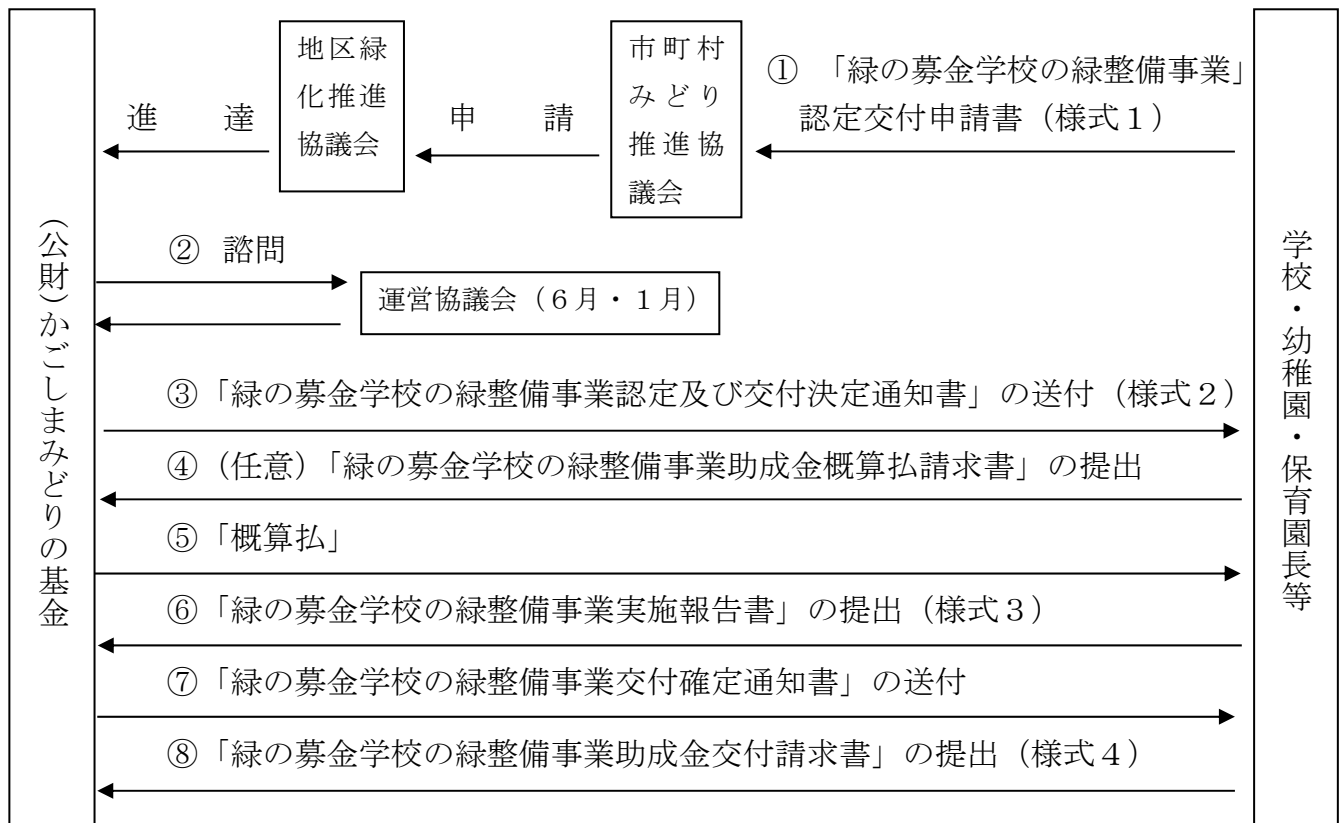 地区緑
化推進
協議会
市町村
みどり
推進協
議会
① 「緑の募金学校の緑整備事業」
認定交付申請書（様式１）
進 達
申 請
（公財）かごしまみどりの基金
学校・幼稚園・保育園長等
② 諮問
運営協議会（６月・１月）
③「緑の募金学校の緑整備事業認定及び交付決定通知書」の送付（様式２）
④（任意）「緑の募金学校の緑整備事業助成金概算払請求書」の提出
⑤「概算払」
⑥「緑の募金学校の緑整備事業実施報告書」の提出（様式３）
⑦「緑の募金学校の緑整備事業交付確定通知書」の送付
⑧「緑の募金学校の緑整備事業助成金交付請求書」の提出（様式４）